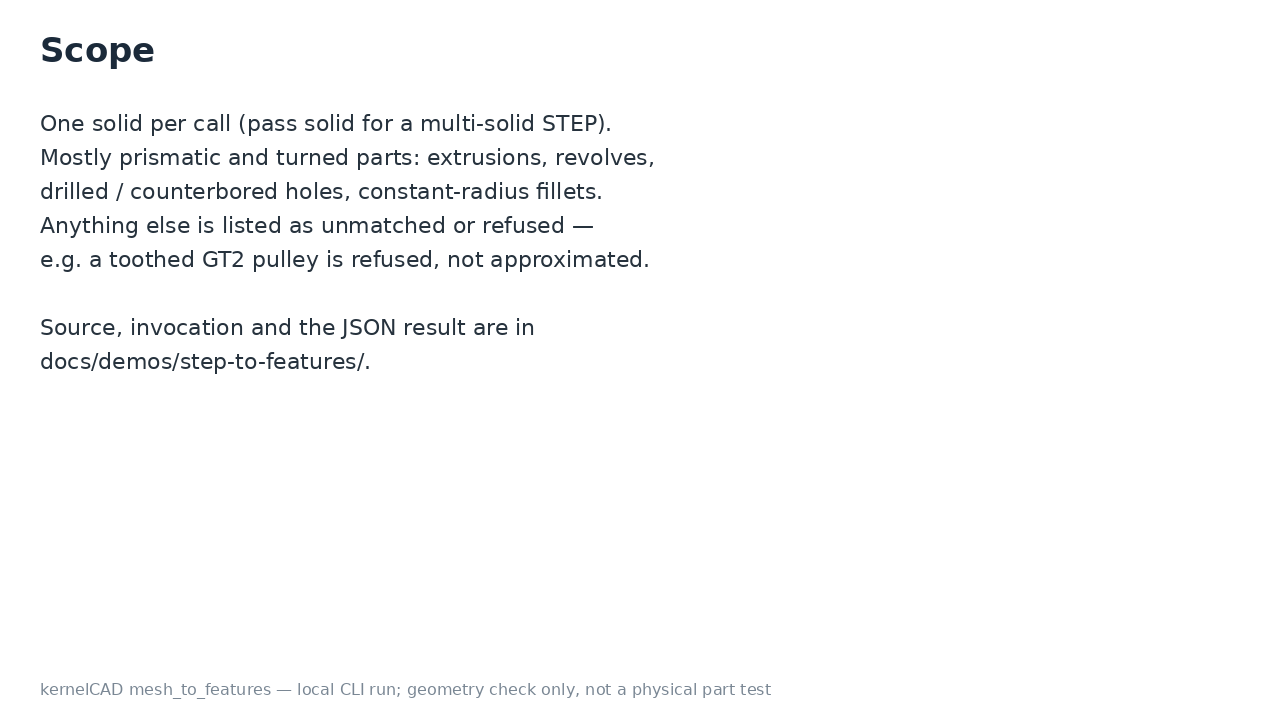 Scope
One solid per call (pass solid for a multi-solid STEP).
Mostly prismatic and turned parts: extrusions, revolves,
drilled / counterbored holes, constant-radius fillets.
Anything else is listed as unmatched or refused —
e.g. a toothed GT2 pulley is refused, not approximated.
Source, invocation and the JSON result are in
docs/demos/step-to-features/.
kernelCAD mesh_to_features — local CLI run; geometry check only, not a physical part test